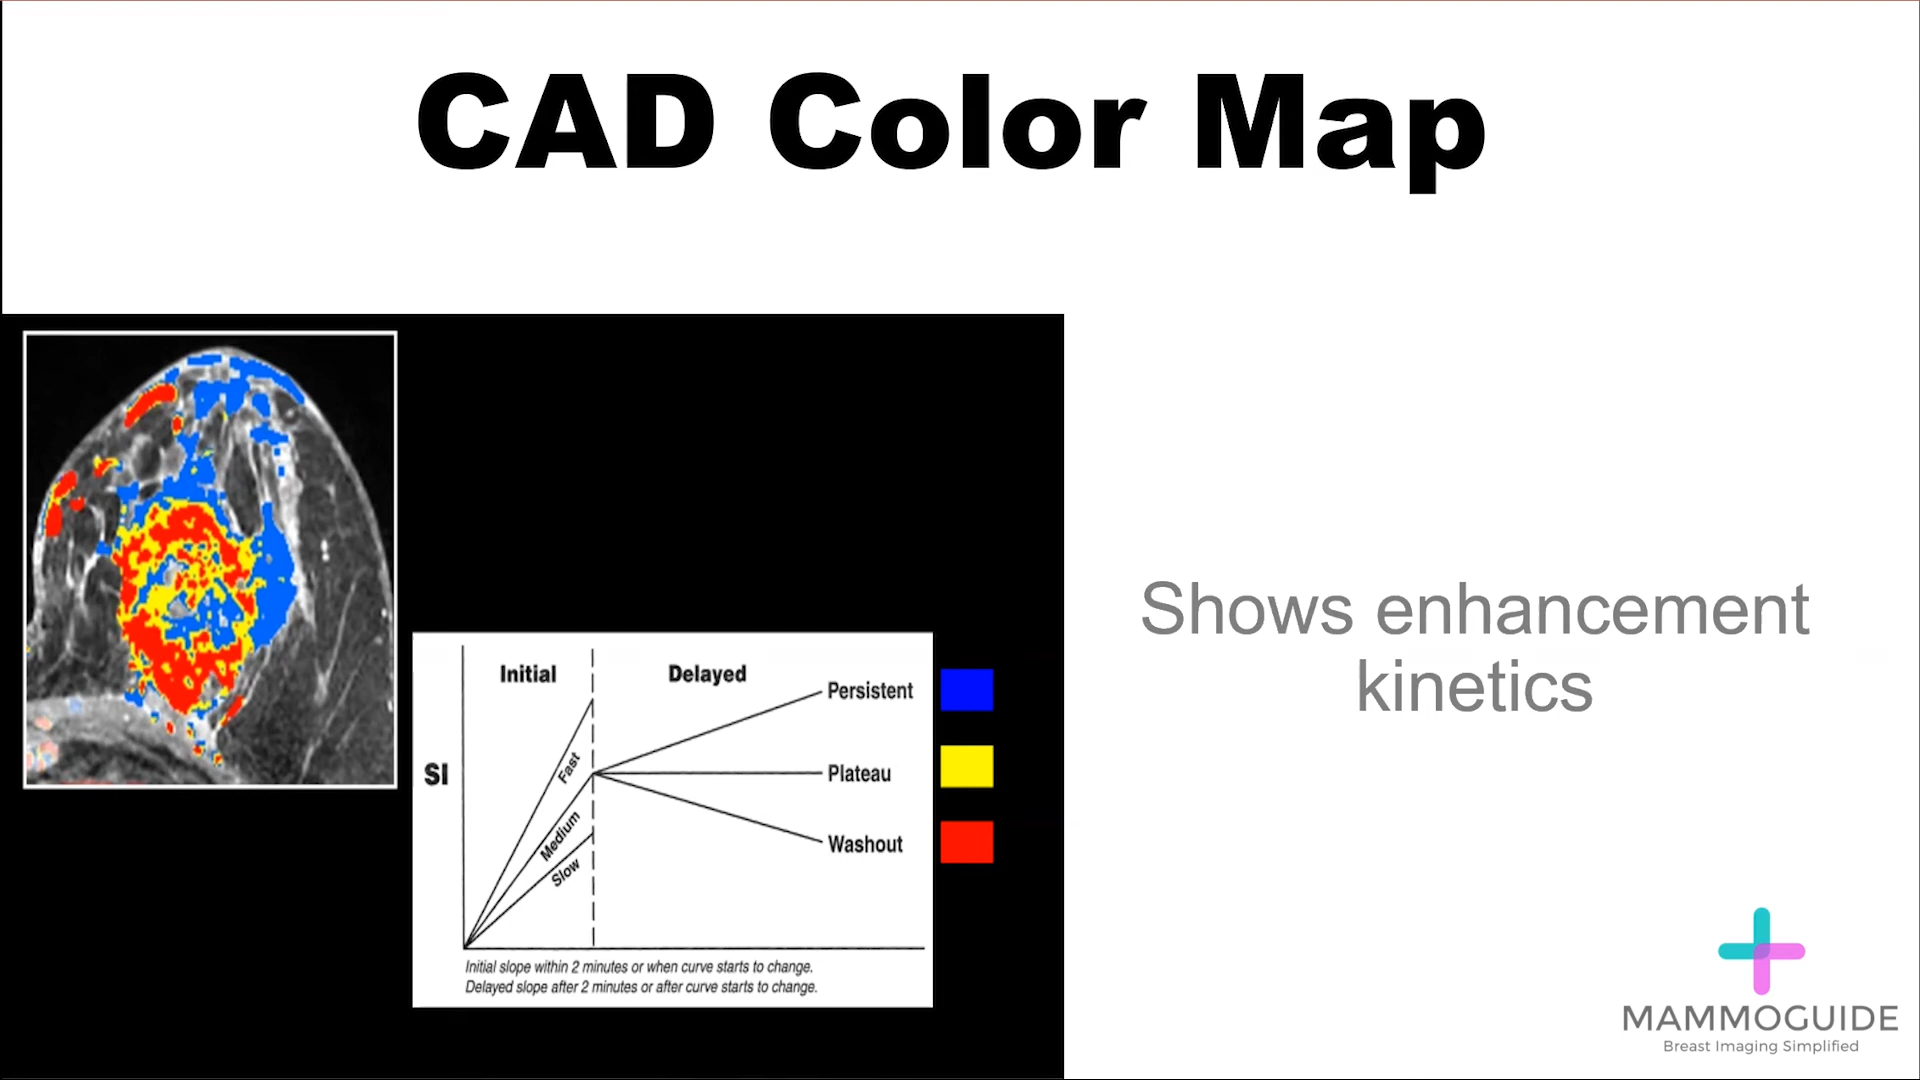 CAD Color Map
Shows enhancement
kinetics
Initial
Delayed
SI
Fast
Medium
Slow
Persistent
Plateau
Washout
Initial slope within 2 minutes or when curve starts to change.
Delayed slope after 2 minutes or after curve starts to change.
MAMMOGUIDE
Breast Imaging Simplified